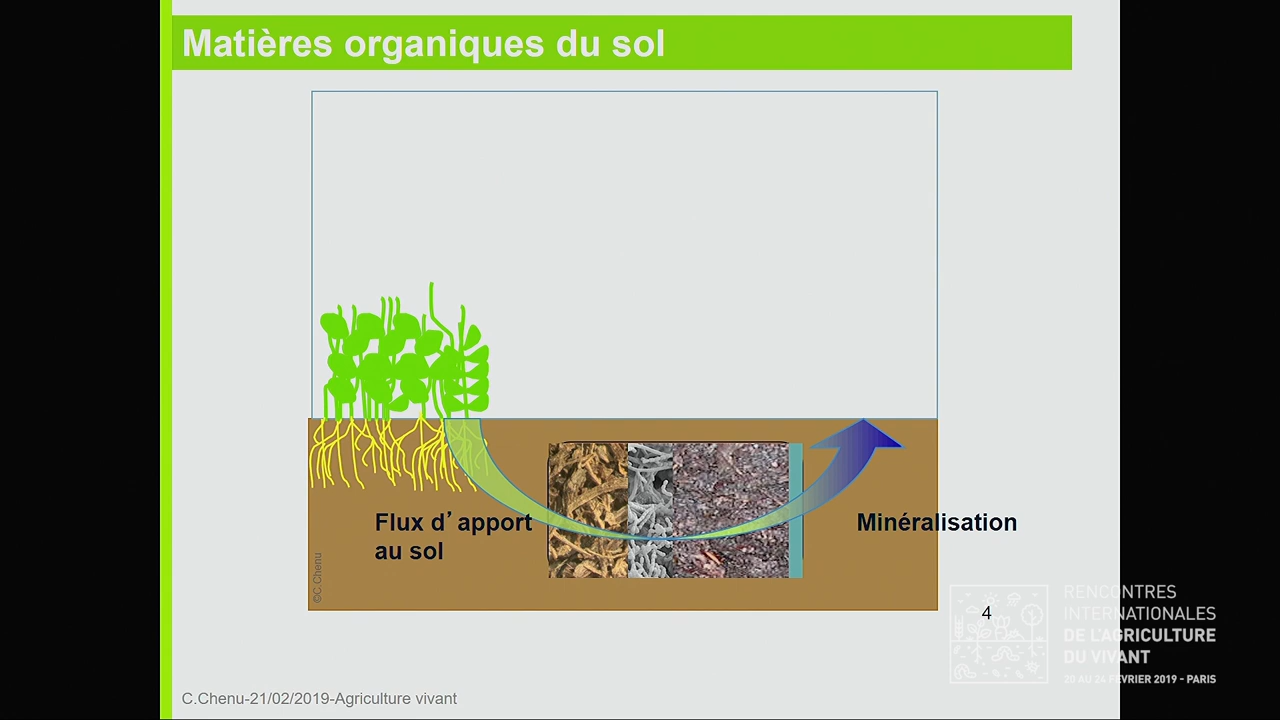 Matières organiques du sol
Flux d’apport
au sol
Minéralisation
©C.Chenu
4
RENCONTRES
INTERNATIONALES
DE L'AGRICULTURE
DU VIVANT
20 AU 24 FÉVRIER 2019 - PARIS
C.Chenu-21/02/2019-Agriculture vivant